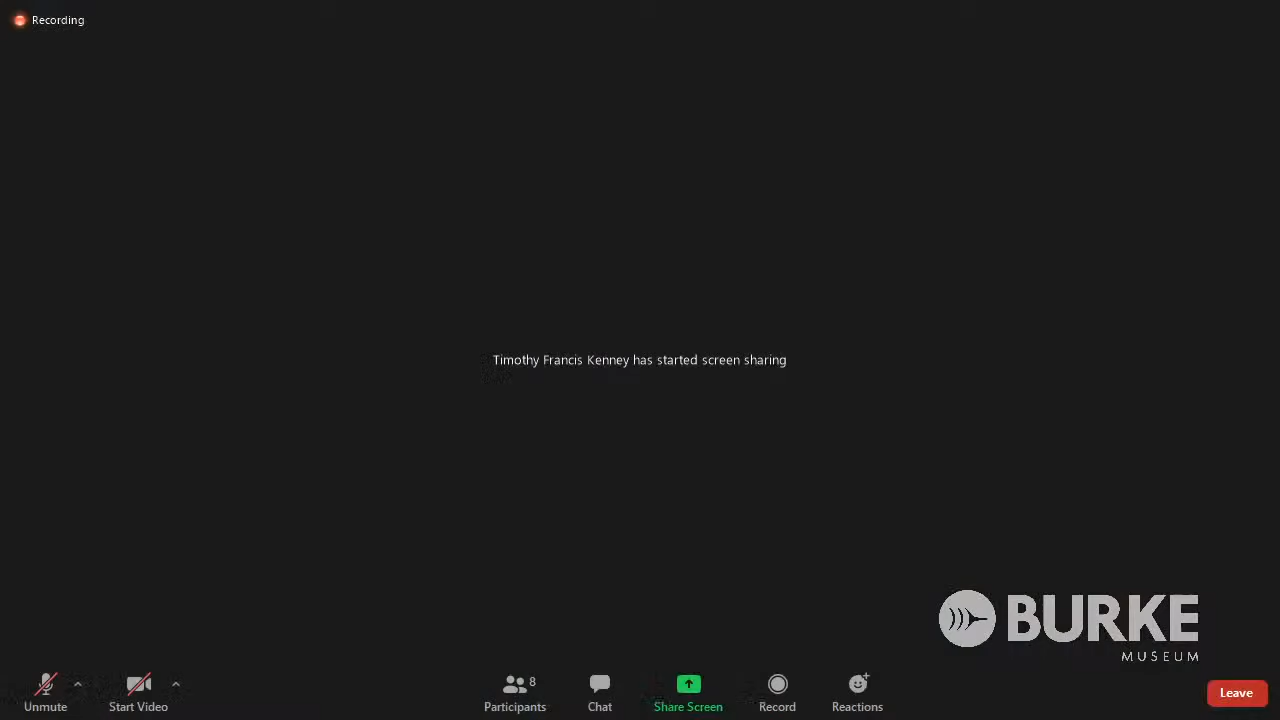 Recording
Timothy Francis Kenney has started screen sharing
BURKE
MUSEUM
Unmute
Start Video
8
Participants
Chat
Share Screen
Record
Reactions
Leave